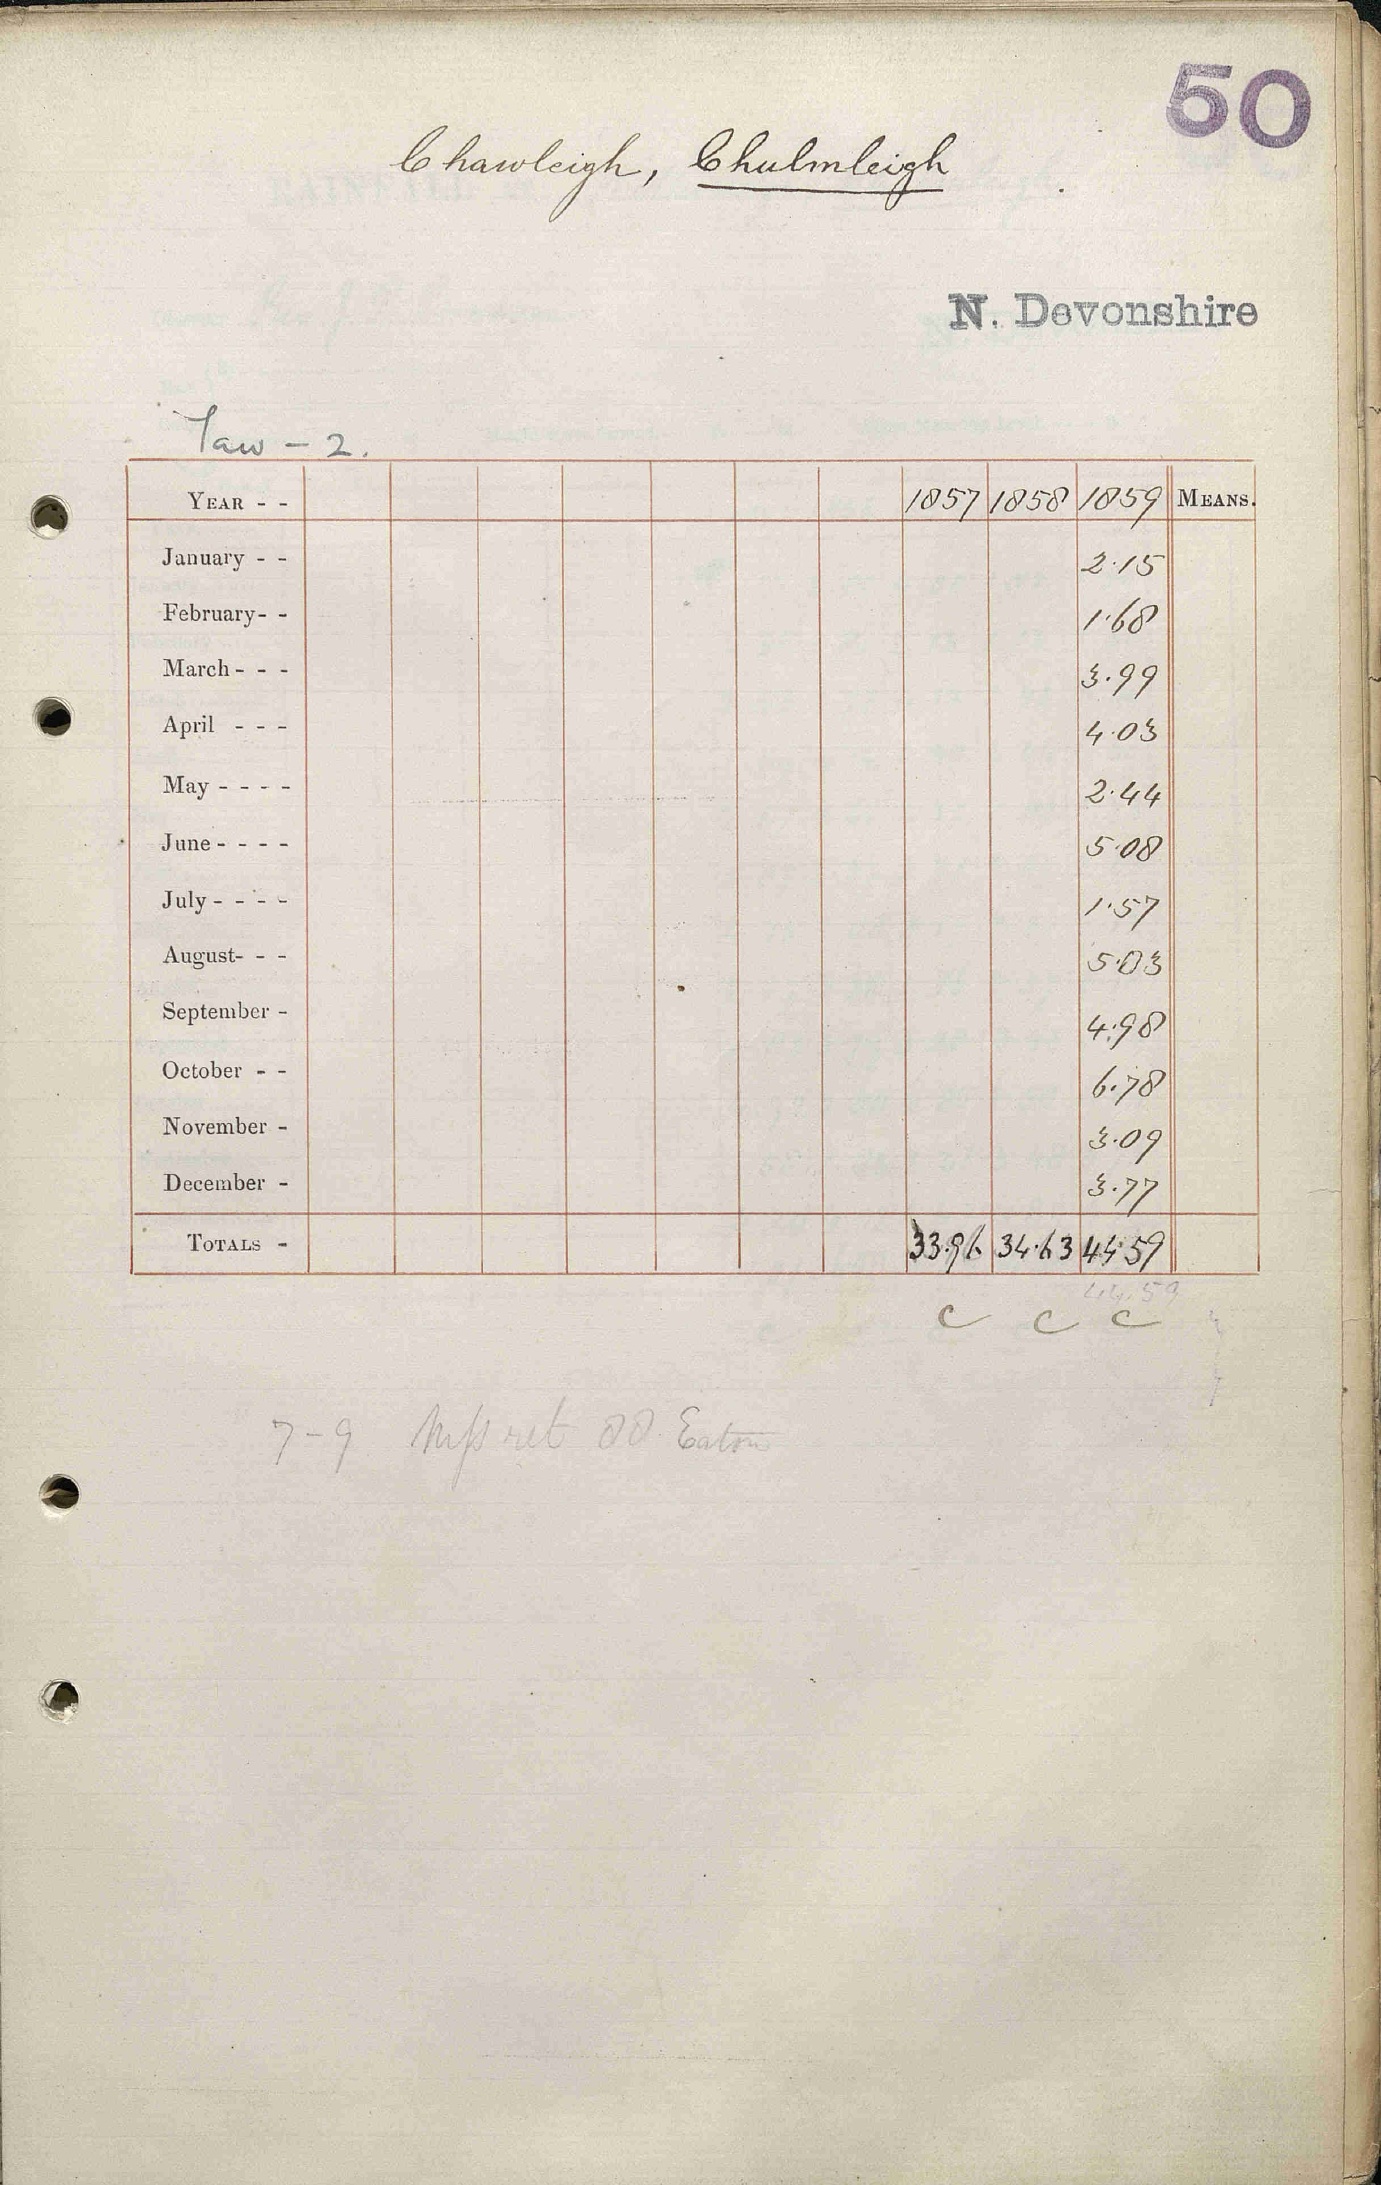 50
Chawleigh, Chulmleigh
N. Devonshire
Taw - 2.
YEAR - - 1857 1858 1859 MEANS.
January - - 2.15
February - - 1.68
March - - - 3.99
April - - - 4.03
May - - - - 2.44
June - - - - 5.08
July - - - - 1.57
August - - - 5.03
September - 4.98
October - - 6.78
November - 3.09
December - 3.77
TOTALS - 33.96 34.63 44.59
44.59
c c c
7-9 Mss ret Eaton